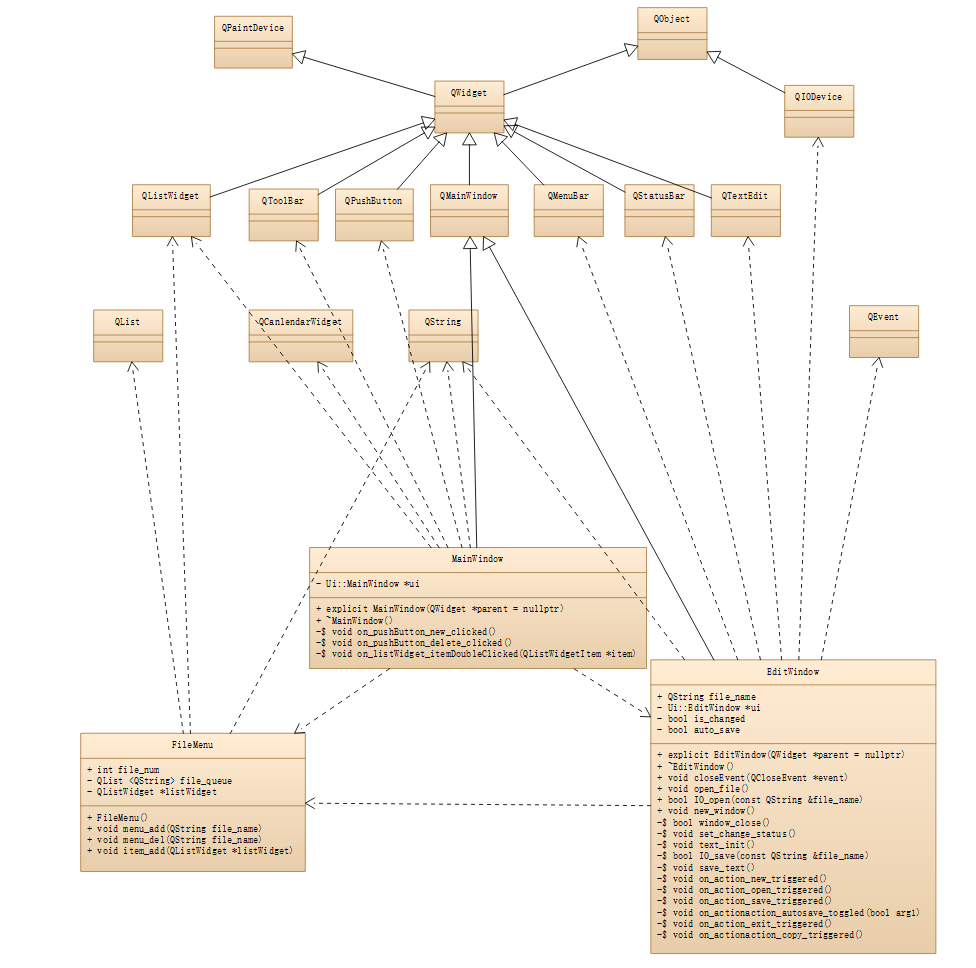 QPaintDevice
QObject
QWidget
QIODevice
QListWidget
QToolBar
QPushButton
QMainWindow
QMenuBar
QStatusBar
QTextEdit
QList
QCanlendarWidget
QString
QEvent
MainWindow
- Ui::MainWindow *ui
+ explicit MainWindow(QWidget *parent = nullptr)
+ ~MainWindow()
-$ void on_pushButton_new_clicked()
-$ void on_pushButton_delete_clicked()
-$ void on_listWidget_itemDoubleClicked(QListWidgetItem *item)
EditWindow
+ QString file_name
- Ui::EditWindow *ui
- bool is_changed
- bool auto_save
+ explicit EditWindow(QWidget *parent = nullptr)
+ ~EditWindow()
+ void closeEvent(QCloseEvent *event)
+ void open_file()
+ bool IO_open(const QString &file_name)
+ void new_window()
-$ bool window_close()
-$ void set_change_status()
-$ void text_init()
-$ bool IO_save(const QString &file_name)
-$ void save_text()
-$ void on_action_new_triggered()
-$ void on_action_open_triggered()
-$ void on_action_save_triggered()
-$ void on_actionaction_autosave_toggled(bool arg1)
-$ void on_action_exit_triggered()
-$ void on_actionaction_copy_triggered()
FileMenu
+ int file_num
- QList <QString> file_queue
- QListWidget *listWidget
+ FileMenu()
+ void menu_add(QString file_name)
+ void menu_del(QString file_name)
+ void item_add(QListWidget *listWidget)